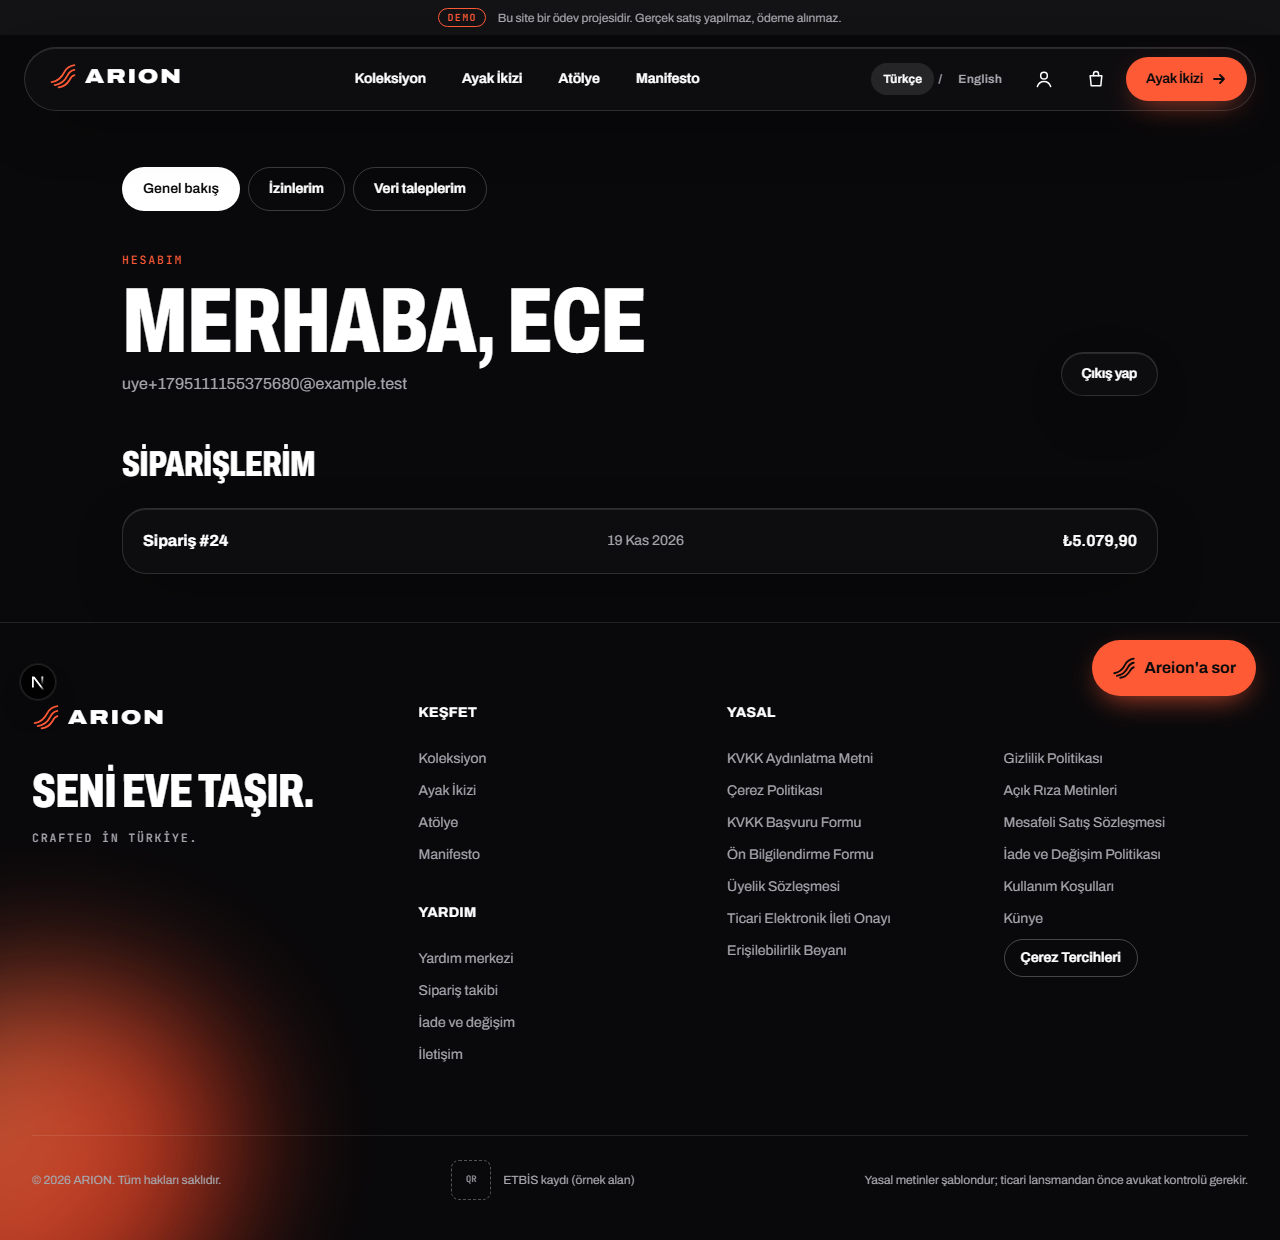 DEMO Bu site bir ödev projesidir. Gerçek satış yapılmaz, ödeme alınmaz.
ARION Koleksiyon Ayak İkizi Atölye Manifesto Türkçe / English Ayak İkizi →
Genel bakış İzinlerim Veri taleplerim
HESABIM
MERHABA, ECE
uye+1795111155375680@example.test
Çıkış yap
SİPARİŞLERİM
Sipariş #24 19 Kas 2026 ₺5.079,90
Areion'a sor
N
ARION
SENİ EVE TAŞIR.
CRAFTED İN TÜRKİYE.
KEŞFET
Koleksiyon
Ayak İkizi
Atölye
Manifesto
YARDIM
Yardım merkezi
Sipariş takibi
İade ve değişim
İletişim
YASAL
KVKK Aydınlatma Metni
Çerez Politikası
KVKK Başvuru Formu
Ön Bilgilendirme Formu
Üyelik Sözleşmesi
Ticari Elektronik İleti Onayı
Erişilebilirlik Beyanı
Gizlilik Politikası
Açık Rıza Metinleri
Mesafeli Satış Sözleşmesi
İade ve Değişim Politikası
Kullanım Koşulları
Künye
Çerez Tercihleri
© 2026 ARION. Tüm hakları saklıdır.
QR ETBİS kaydı (örnek alan)
Yasal metinler şablondur; ticari lansmandan önce avukat kontrolü gerekir.